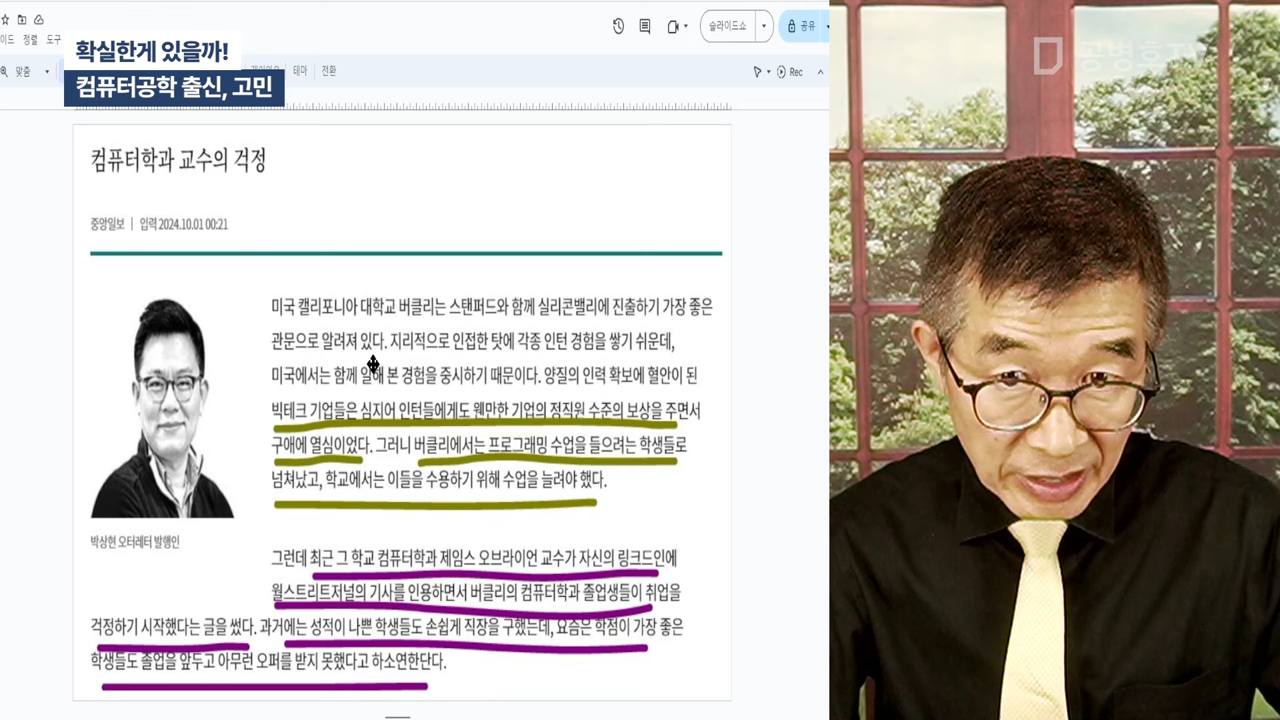 이드 정렬 도구
확실한게 있을까!
컴퓨터공학 출신, 고민
슬라이드쇼
공유
맞춤
테마
전환
Rec
공병호TV
컴퓨터학과 교수의 걱정
중앙일보 | 입력 2024.10.01 00:21
미국 캘리포니아 대학교 버클리는 스탠퍼드와 함께 실리콘밸리에 진출하기 가장 좋은
관문으로 알려져 있다. 지리적으로 인접한 탓에 각종 인턴 경험을 쌓기 쉬운데,
미국에서는 함께 일해 본 경험을 중시하기 때문이다. 양질의 인력 확보에 혈안이 된
빅테크 기업들은 심지어 인턴들에게도 웬만한 기업의 정직원 수준의 보상을 주면서
구애에 열심이었다. 그러니 버클리에서는 프로그래밍 수업을 들으려는 학생들로
넘쳐났고, 학교에서는 이들을 수용하기 위해 수업을 늘려야 했다.
박상현 오터레터 발행인
그런데 최근 그 학교 컴퓨터학과 제임스 오브라이언 교수가 자신의 링크드인에
월스트리트저널의 기사를 인용하면서 버클리의 컴퓨터학과 졸업생들이 취업을
걱정하기 시작했다는 글을 썼다. 과거에는 성적이 나쁜 학생들도 손쉽게 직장을 구했는데, 요즘은 학점이 가장 좋은
학생들도 졸업을 앞두고 아무런 오퍼를 받지 못했다고 하소연한단다.